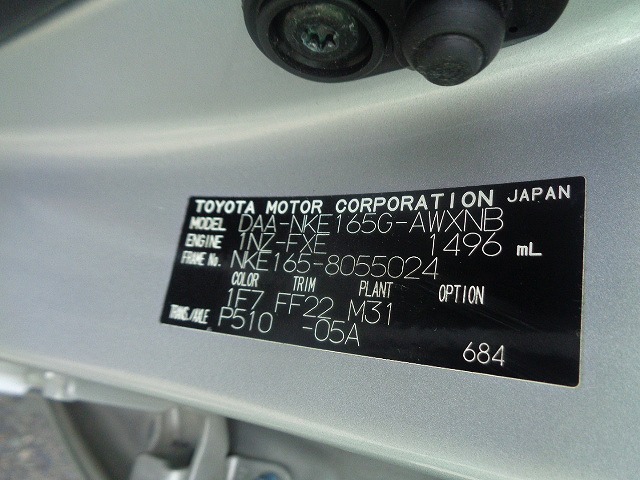 TOYOTA MOTOR CORPORATION JAPAN
MODEL DAA-NKE165G-AWXNB
ENGINE 1NZ-FXE 1496 mL
FRAME No. NKE165-8055024
COLOR TRIM PLANT OPTION
1F7 FF22 M31
TRANS./AXLE P510 -05A
684